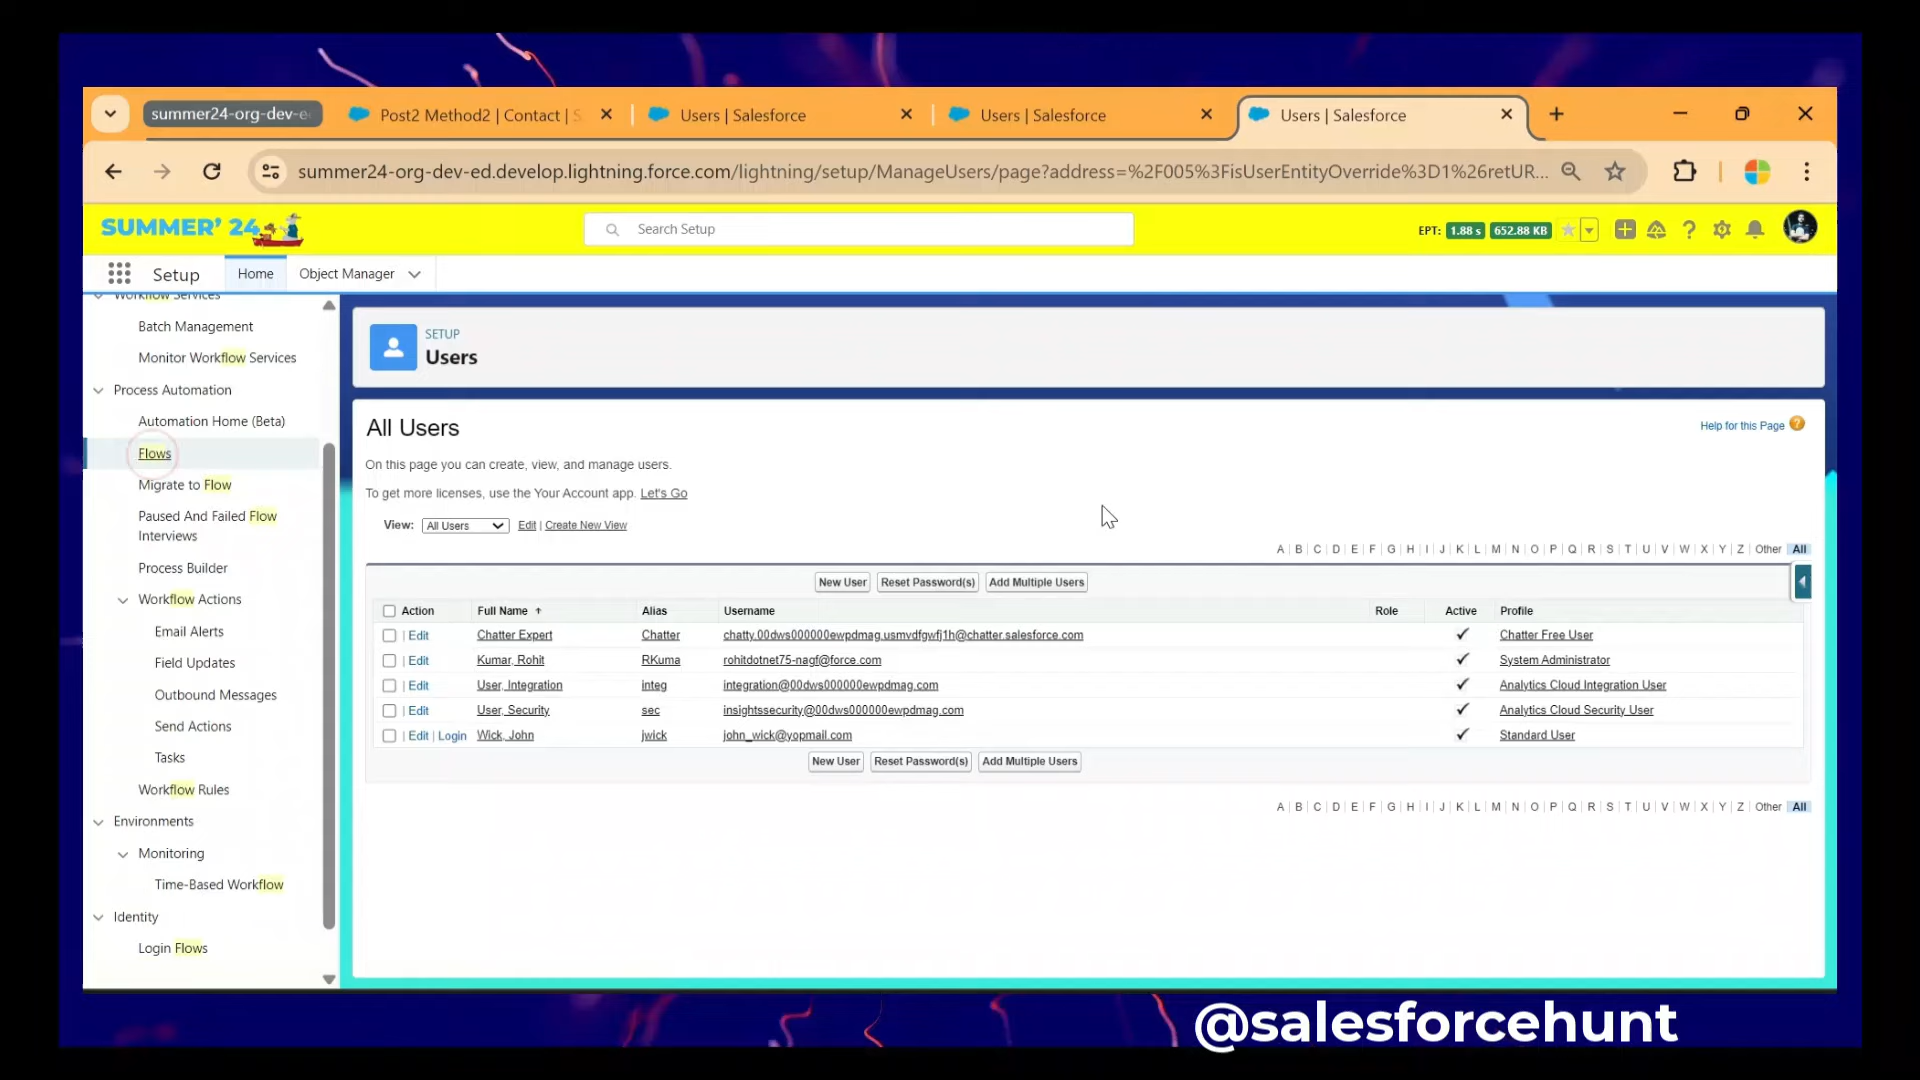 summer24-org-dev-e
Post2 Method2 | Contact | S
Users | Salesforce
Users | Salesforce
Users | Salesforce
summer24-org-dev-ed.develop.lightning.force.com/lightning/setup/ManageUsers/page?address=%2F005%3FisUserEntityOverride%3D1%26retUR...
SUMMER' 24
Search Setup
EPT: 1.88 s 652.88 KB
Setup
Home
Object Manager
Workflow Services
Batch Management
Monitor Workflow Services
Process Automation
Automation Home (Beta)
Flows
Migrate to Flow
Paused And Failed Flow
Interviews
Process Builder
Workflow Actions
Email Alerts
Field Updates
Outbound Messages
Send Actions
Tasks
Workflow Rules
Environments
Monitoring
Time-Based Workflow
Identity
Login Flows
SETUP
Users
All Users
Help for this Page ?
On this page you can create, view, and manage users.
To get more licenses, use the Your Account app. Let's Go
View: All Users Edit | Create New View
A | B | C | D | E | F | G | H | I | J | K | L | M | N | O | P | Q | R | S | T | U | V | W | X | Y | Z | Other All
New User Reset Password(s) Add Multiple Users
Action Full Name ↑ Alias Username Role Active Profile
| Edit Chatter Expert Chatter chatty.00dws000000ewpdmag.usmvdfgwfj1h@chatter.salesforce.com ✓ Chatter Free User
| Edit Kumar, Rohit RKuma rohitdotnet75-nagf@force.com ✓ System Administrator
| Edit User, Integration integ integration@00dws000000ewpdmag.com ✓ Analytics Cloud Integration User
| Edit User, Security sec insightssecurity@00dws000000ewpdmag.com ✓ Analytics Cloud Security User
| Edit | Login Wick, John jwick john_wick@yopmail.com ✓ Standard User
New User Reset Password(s) Add Multiple Users
A | B | C | D | E | F | G | H | I | J | K | L | M | N | O | P | Q | R | S | T | U | V | W | X | Y | Z | Other All
@salesforcehunt